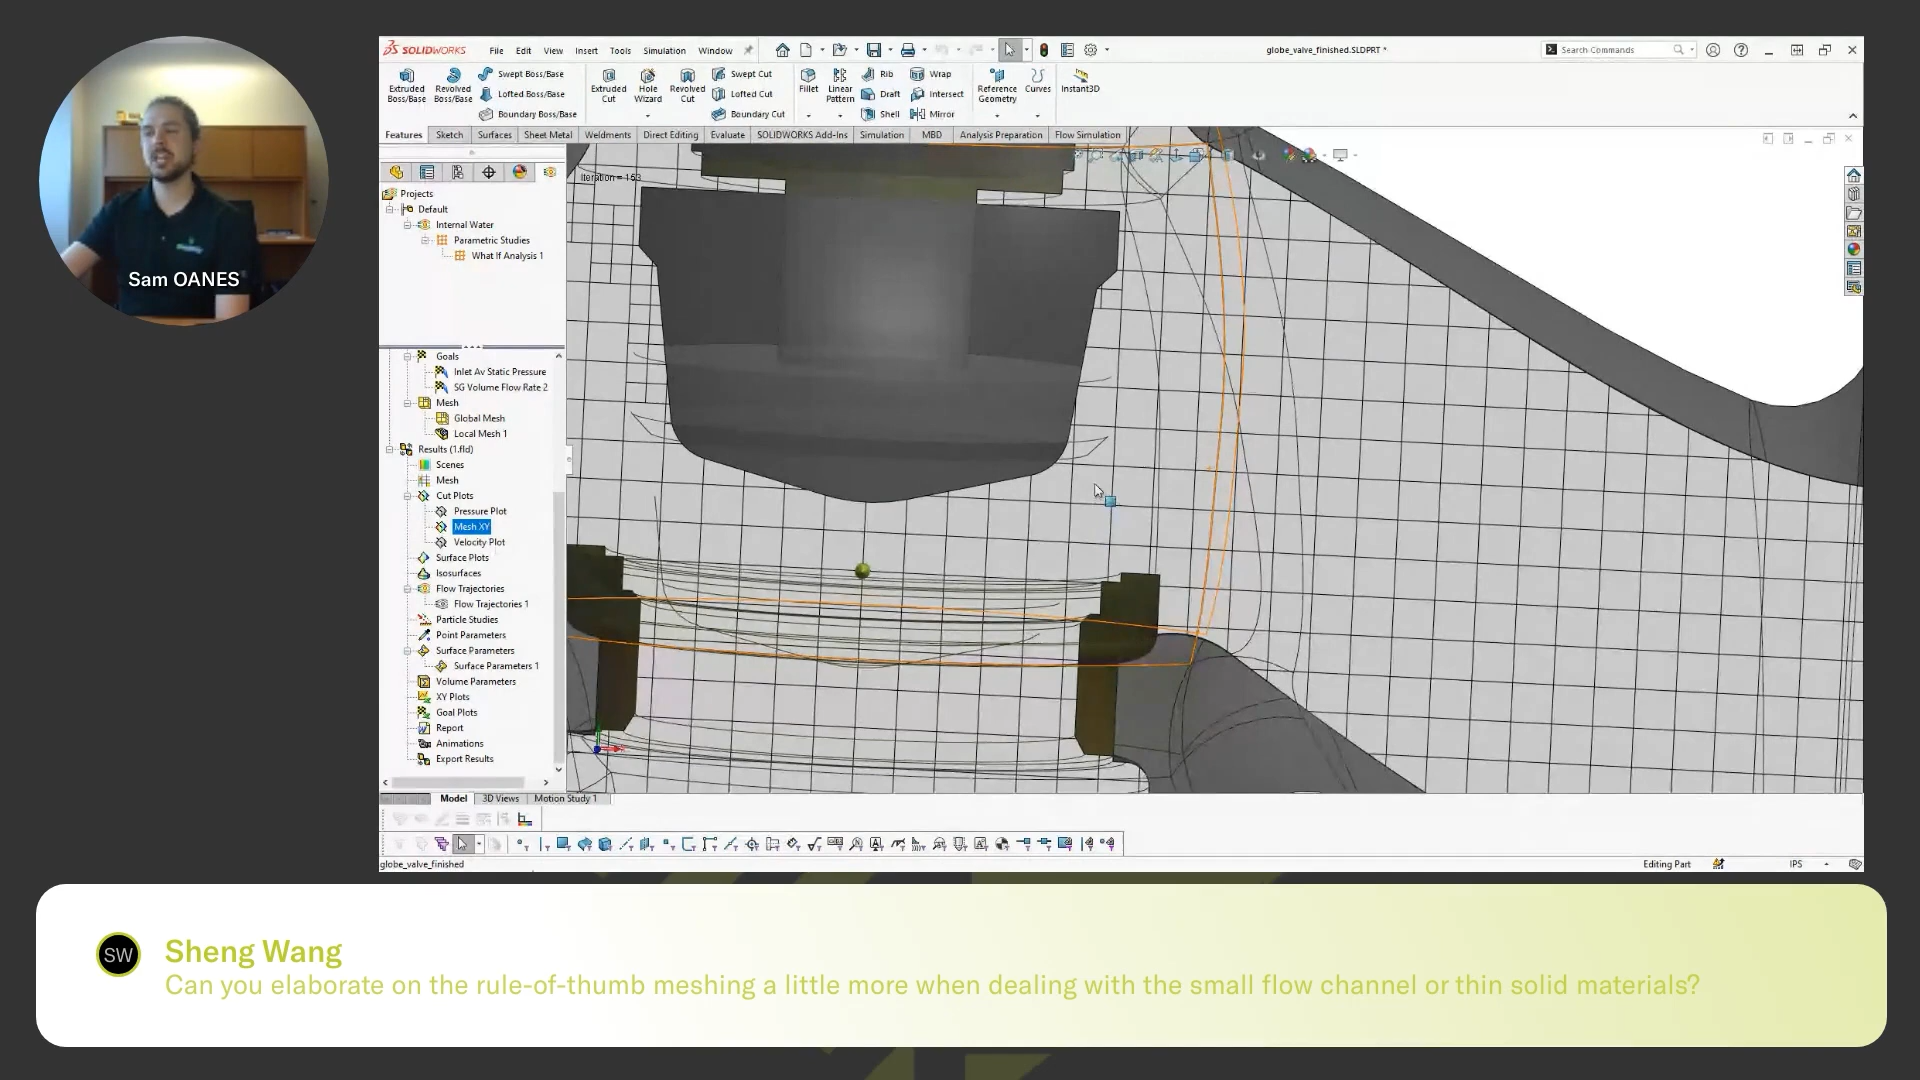 Sam OANES
SOLIDWORKS
File Edit View Insert Tools Simulation Window
globe_valve_finished.SLDPRT *
Search Commands
Extruded Boss/Base
Revolved Boss/Base
Swept Boss/Base
Lofted Boss/Base
Boundary Boss/Base
Extruded Cut
Hole Wizard
Revolved Cut
Swept Cut
Lofted Cut
Boundary Cut
Fillet
Linear Pattern
Rib
Draft
Shell
Wrap
Intersect
Mirror
Reference Geometry
Curves
Instant3D
Features Sketch Surfaces Sheet Metal Weldments Direct Editing Evaluate SOLIDWORKS Add-Ins Simulation MBD Analysis Preparation Flow Simulation
Iteration = 153
Projects
Default
Internal Water
Parametric Studies
What If Analysis 1
Goals
Inlet Av Static Pressure
SG Volume Flow Rate 2
Mesh
Global Mesh
Local Mesh 1
Results (1.fld)
Scenes
Mesh
Cut Plots
Pressure Plot
Mesh XY
Velocity Plot
Surface Plots
Isosurfaces
Flow Trajectories
Flow Trajectories 1
Particle Studies
Point Parameters
Surface Parameters
Surface Parameters 1
Volume Parameters
XY Plots
Goal Plots
Report
Animations
Export Results
Model 3D Views Motion Study 1
globe_valve_finished
Editing Part
IPS
SW
Sheng Wang
Can you elaborate on the rule-of-thumb meshing a little more when dealing with the small flow channel or thin solid materials?